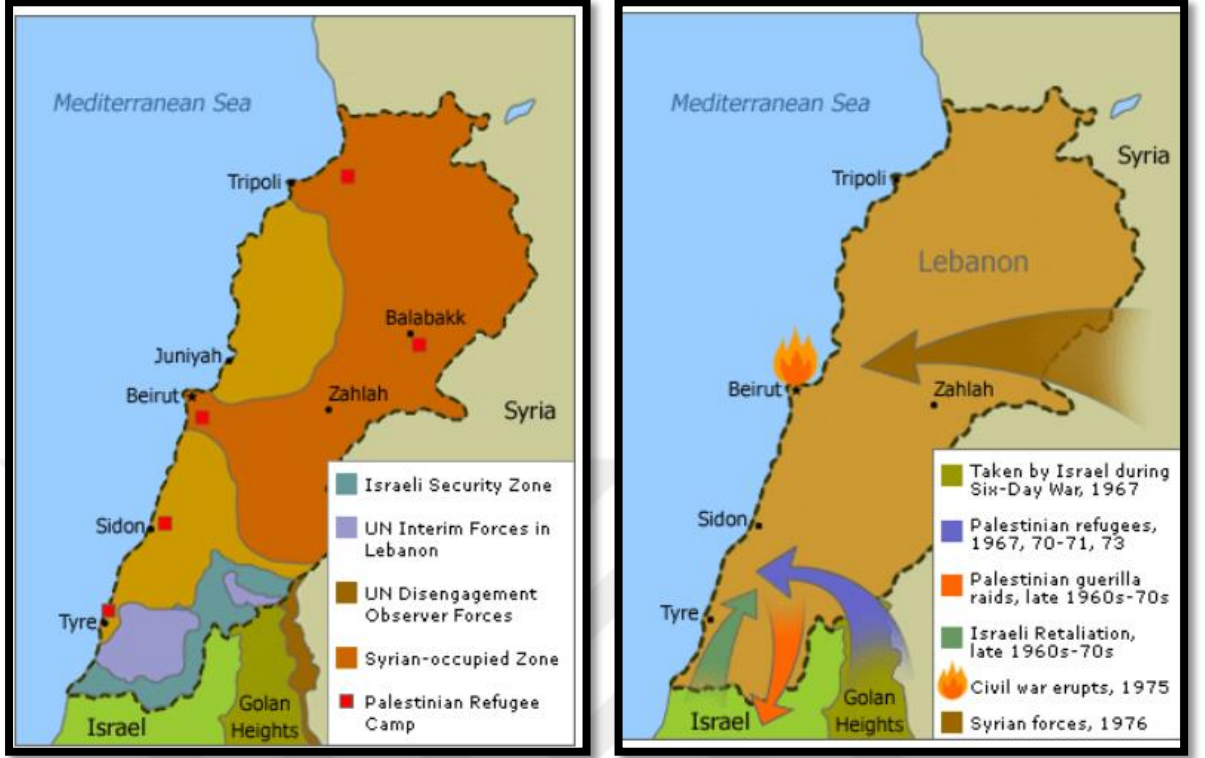 Mediterranean Sea
Tripoli
Balabakk
Juniyah
Beirut
Zahlah
Syria
Sidon
Tyre
Israel
Golan
Heights
Israeli Security Zone
UN Interim Forces in
Lebanon
UN Disengagement
Observer Forces
Syrian-occupied Zone
Palestinian Refugee
Camp
Mediterranean Sea
Syria
Tripoli
Lebanon
Beirut
Zahlah
Sidon
Tyre
Israel
Golan
Heights
Taken by Israel during
Six-Day War, 1967
Palestinian refugees,
1967, 70-71, 73
Palestinian guerilla
raids, late 1960s-70s
Israeli Retaliation,
late 1960s-70s
Civil war erupts, 1975
Syrian forces, 1976